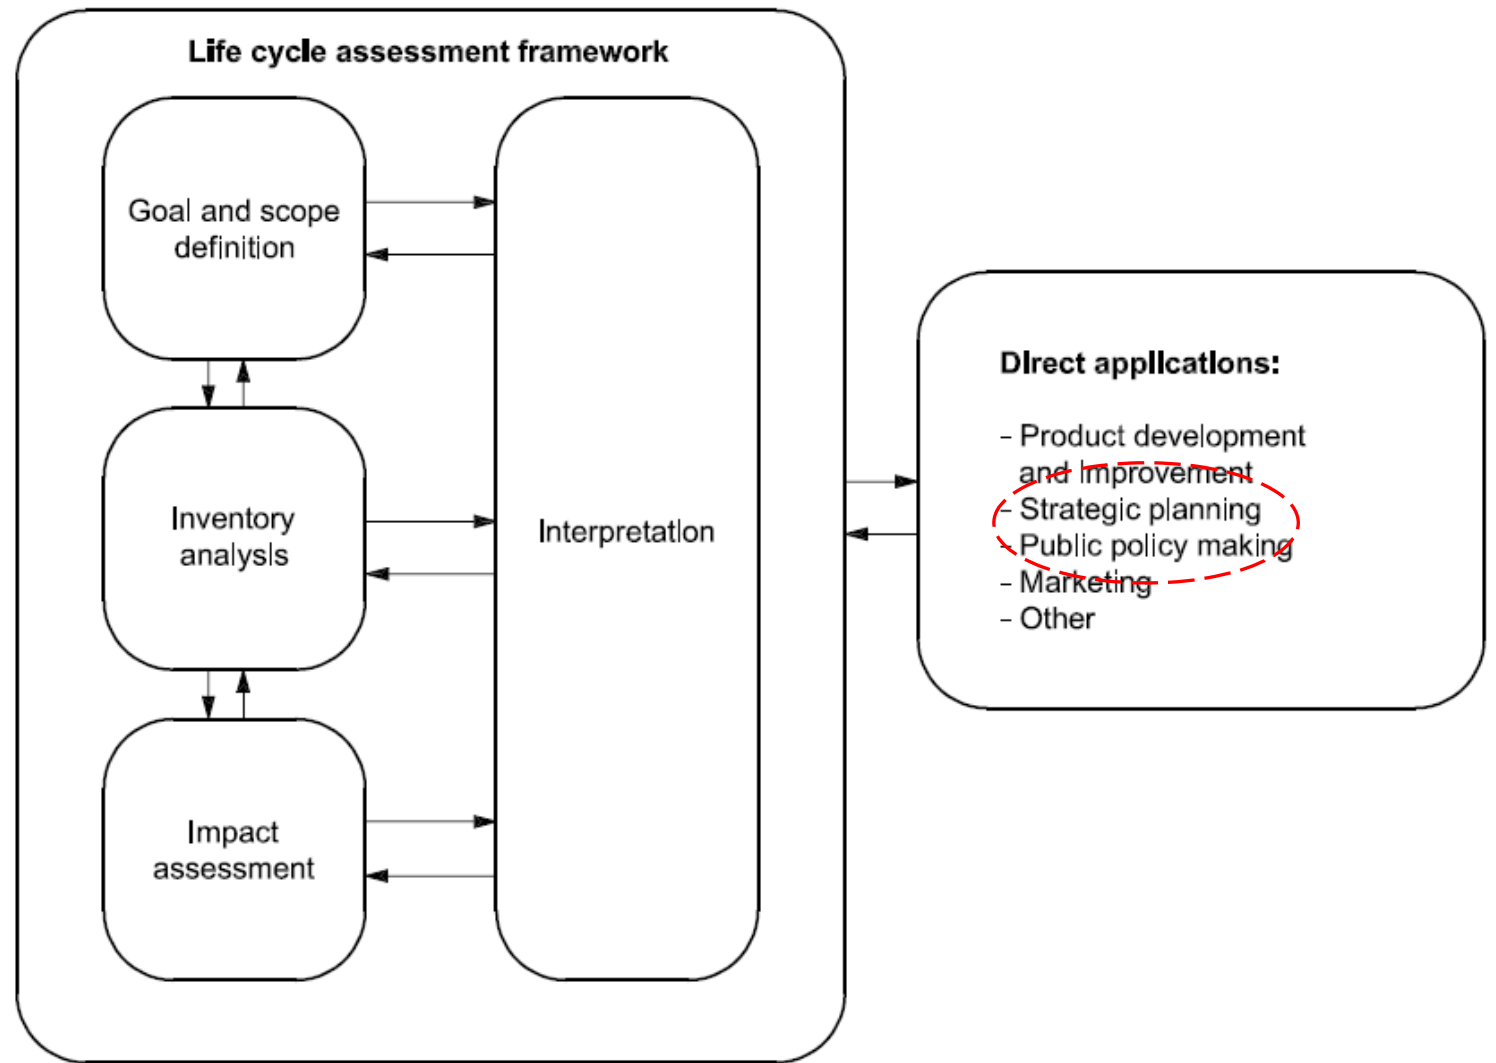 Life cycle assessment framework
Goal and scope
definition
Inventory
analysis
Impact
assessment
Interpretation
Direct applications:
- Product development
and improvement
- Strategic planning
- Public policy making
- Marketing
- Other